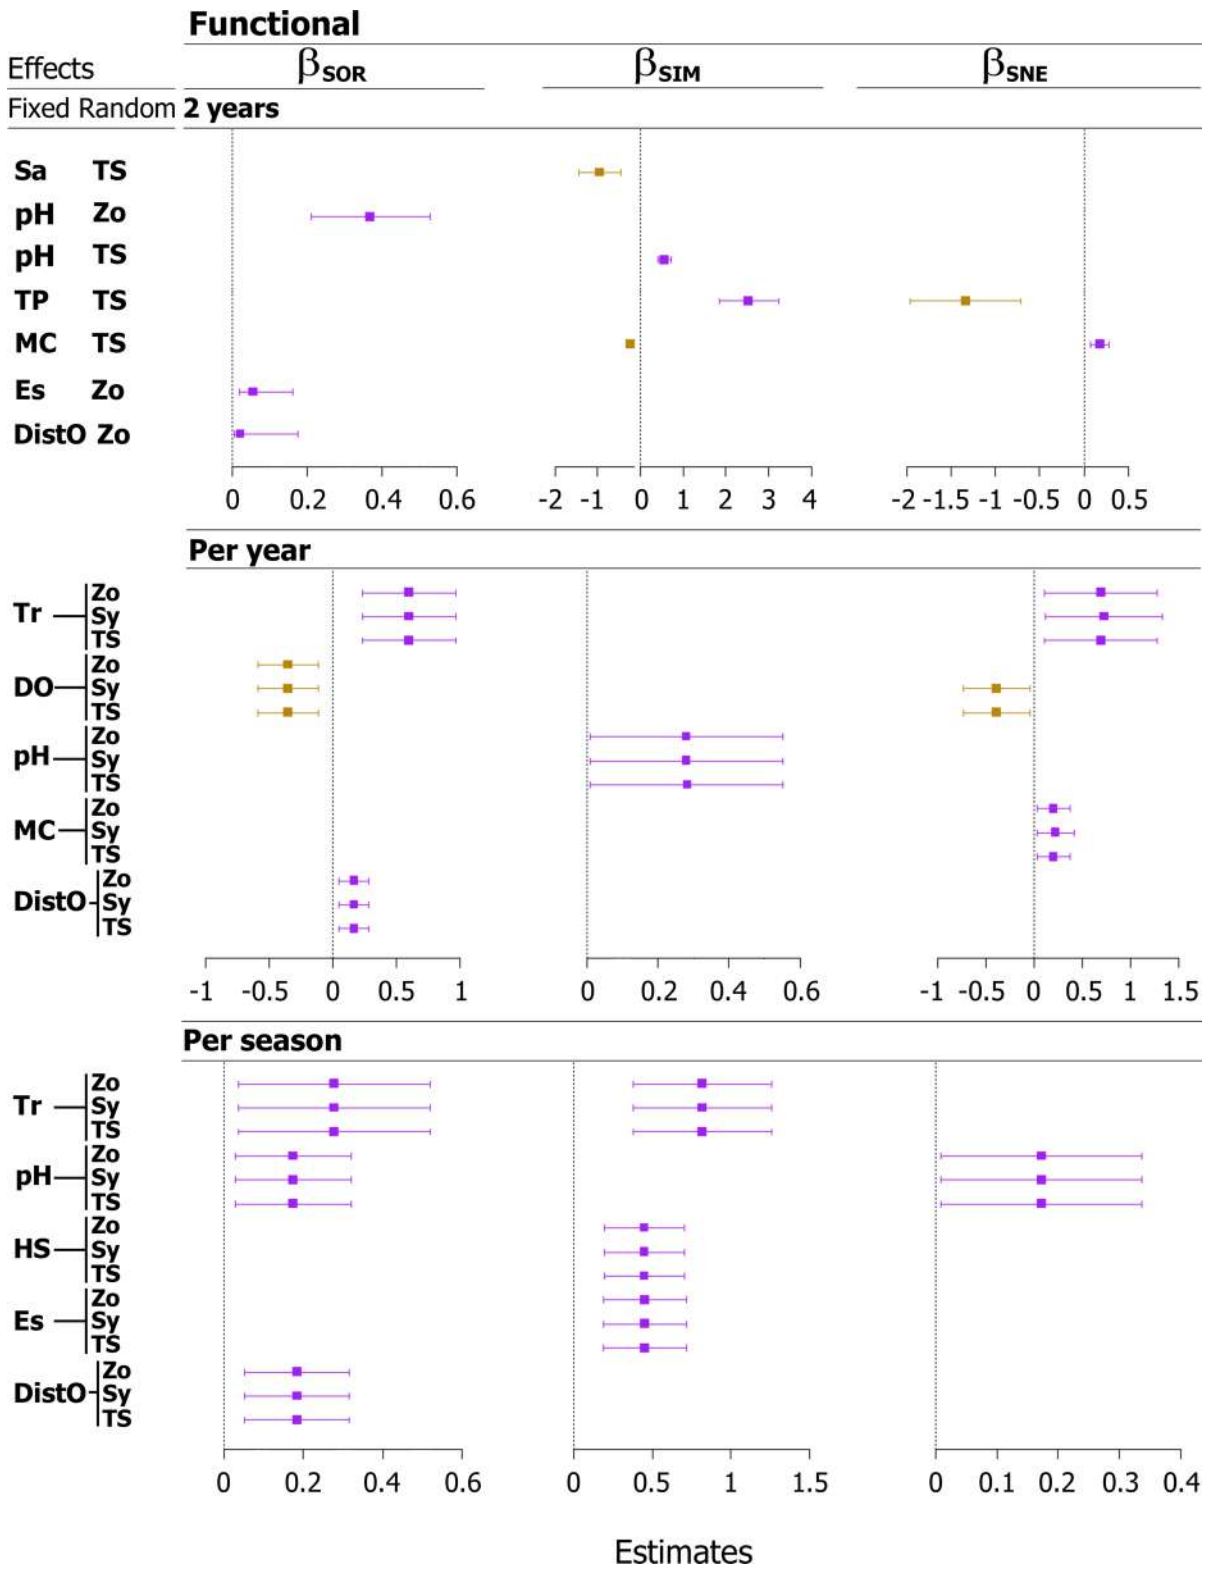 Functional
Effects βSOR βSIM βSNE
Fixed Random 2 years
Sa TS
pH Zo
pH TS
TP TS
MC TS
Es Zo
DistO Zo
0 0.2 0.4 0.6 -2 -1 0 1 2 3 4 -2 -1.5 -1 -0.5 0 0.5
Per year
Zo
Tr Sy
TS
Zo
DO Sy
TS
Zo
pH Sy
TS
Zo
MC Sy
TS
Zo
DistO Sy
TS
-1 -0.5 0 0.5 1 0 0.2 0.4 0.6 -1 -0.5 0 0.5 1 1.5
Per season
Zo
Tr Sy
TS
Zo
pH Sy
TS
Zo
HS Sy
TS
Zo
Es Sy
TS
Zo
DistO Sy
TS
0 0.2 0.4 0.6 0 0.5 1 1.5 0 0.1 0.2 0.3 0.4
Estimates